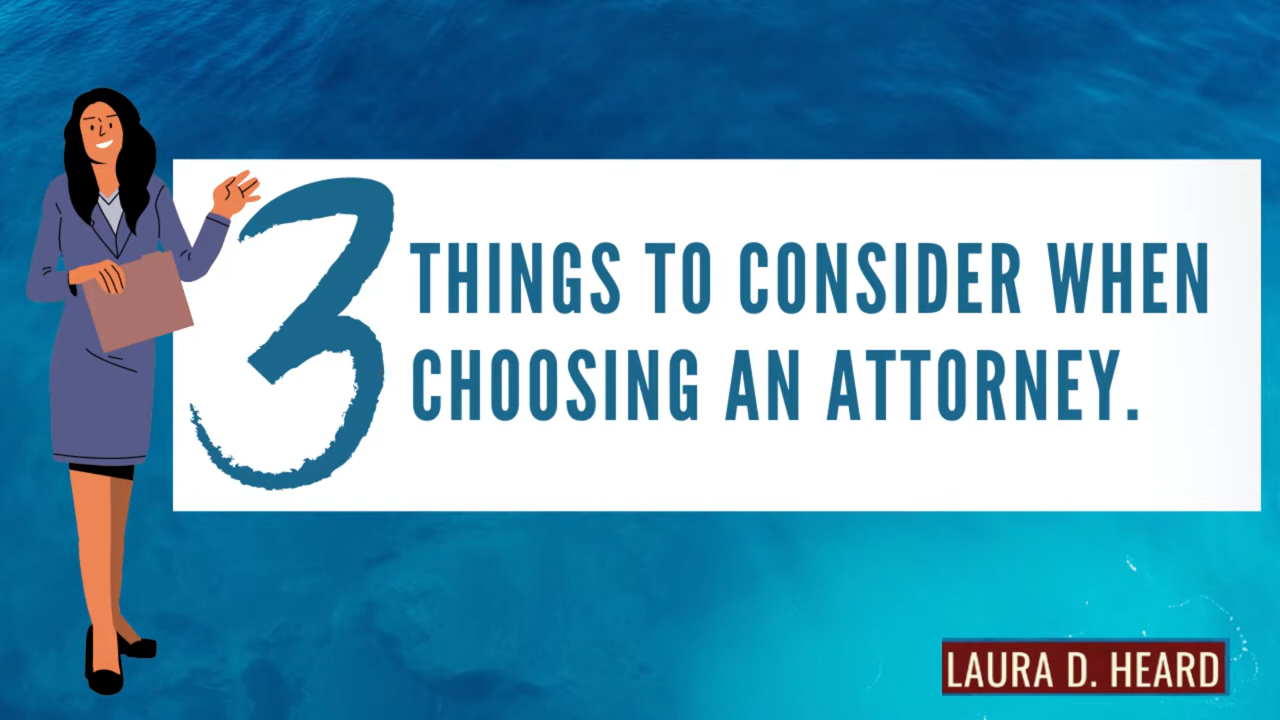 3
THINGS TO CONSIDER WHEN
CHOOSING AN ATTORNEY.
LAURA D. HEARD